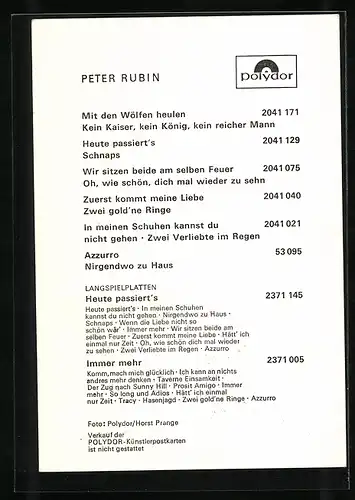 PETER RUBIN
Polydor
Mit den Wölfen heulen 2041 171
Kein Kaiser, kein König, kein reicher Mann
Heute passiert's 2041 129
Schnaps
Wir sitzen beide am selben Feuer 2041 075
Oh, wie schön, dich mal wieder zu sehn
Zuerst kommt meine Liebe 2041 040
Zwei gold'ne Ringe
In meinen Schuhen kannst du 2041 021
nicht gehen · Zwei Verliebte im Regen
Azzurro 53 095
Nirgendwo zu Haus
LANGSPIELPLATTEN
Heute passiert's 2371 145
Heute passiert's · In meinen Schuhen
kannst du nicht gehen · Nirgendwo zu Haus ·
Schnaps · Wenn die Liebe nicht so
schön wär' · Immer mehr · Wir sitzen beide am
selben Feuer · Zuerst kommt meine Liebe · Hätt' ich
einmal nur Zeit · Oh, wie schön dich mal wieder
zu sehen · Zwei Verliebte im Regen · Azzurro
Immer mehr 2371 005
Komm, mach mich glücklich · Ich kann an nichts
andres mehr denken · Taverne Einsamkeit ·
Der Zug nach Sunny Hill · Prosit Amigo · Immer
mehr · So long und Adios · Hätt' ich einmal
nur Zeit · Tracy · Hasenjagd · Zwei gold'ne Ringe · Azzurro
Foto: Polydor/Horst Prange
Verkauf der
POLYDOR-Künstlerpostkarten
ist nicht gestattet